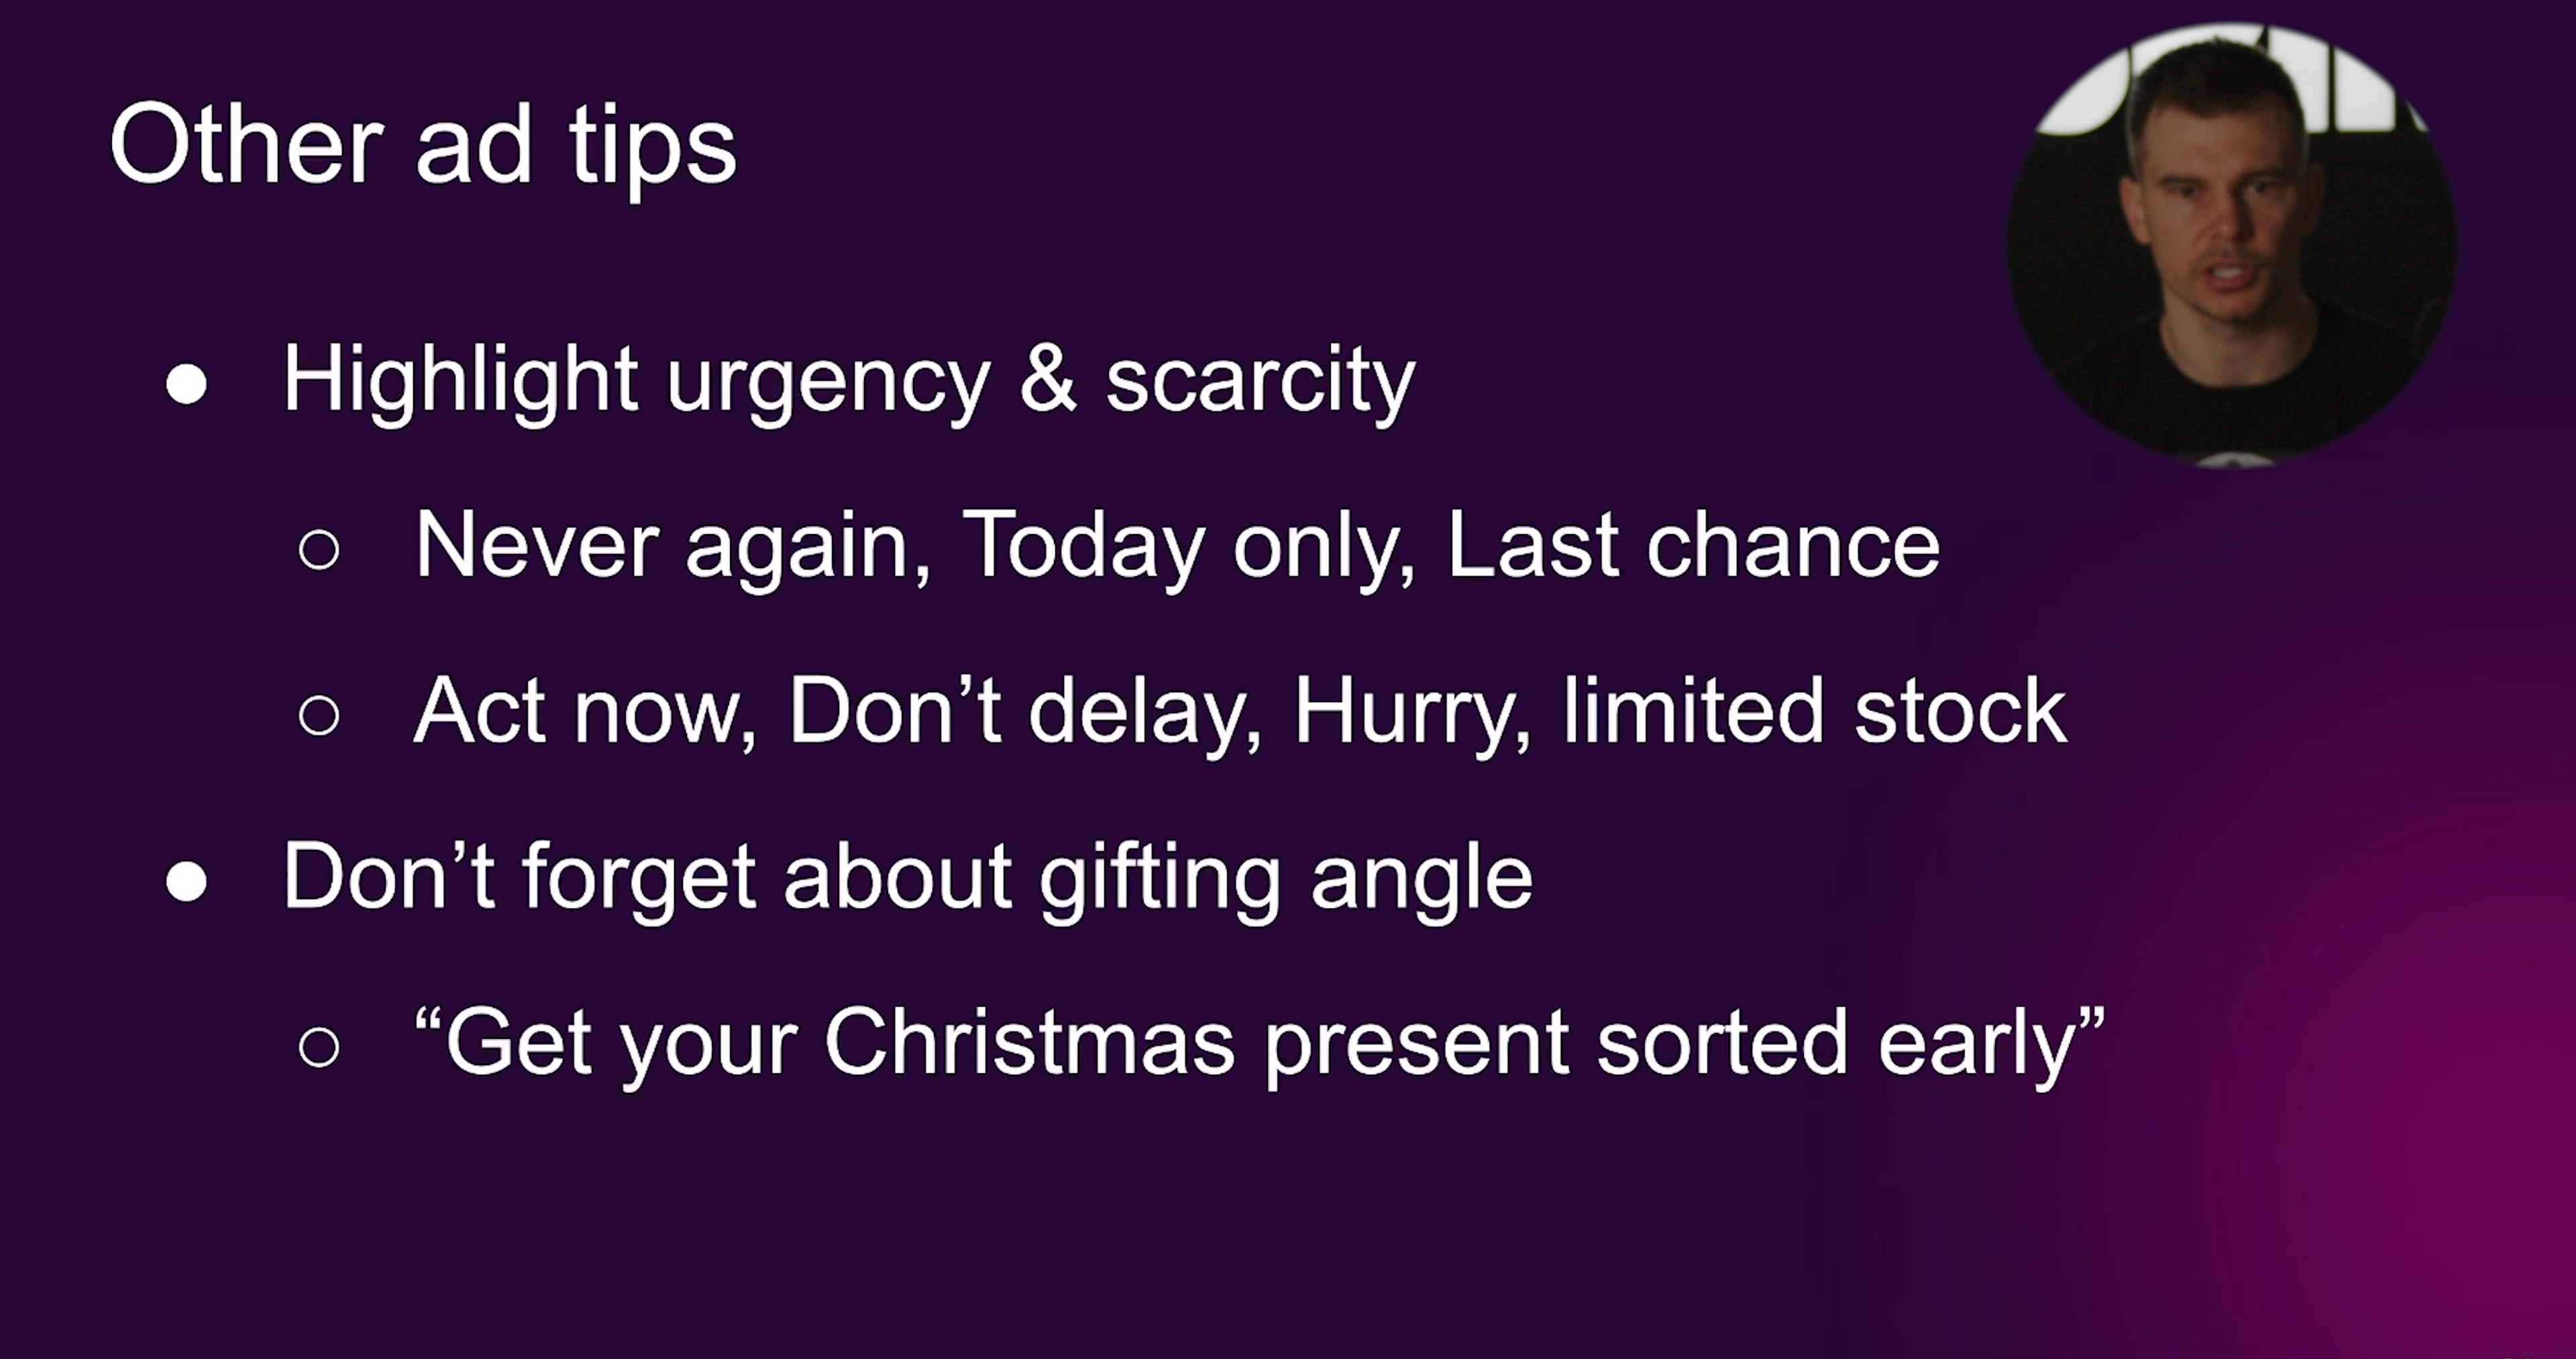 Other ad tips
● Highlight urgency & scarcity
○ Never again, Today only, Last chance
○ Act now, Don’t delay, Hurry, limited stock
● Don’t forget about gifting angle
○ “Get your Christmas present sorted early”